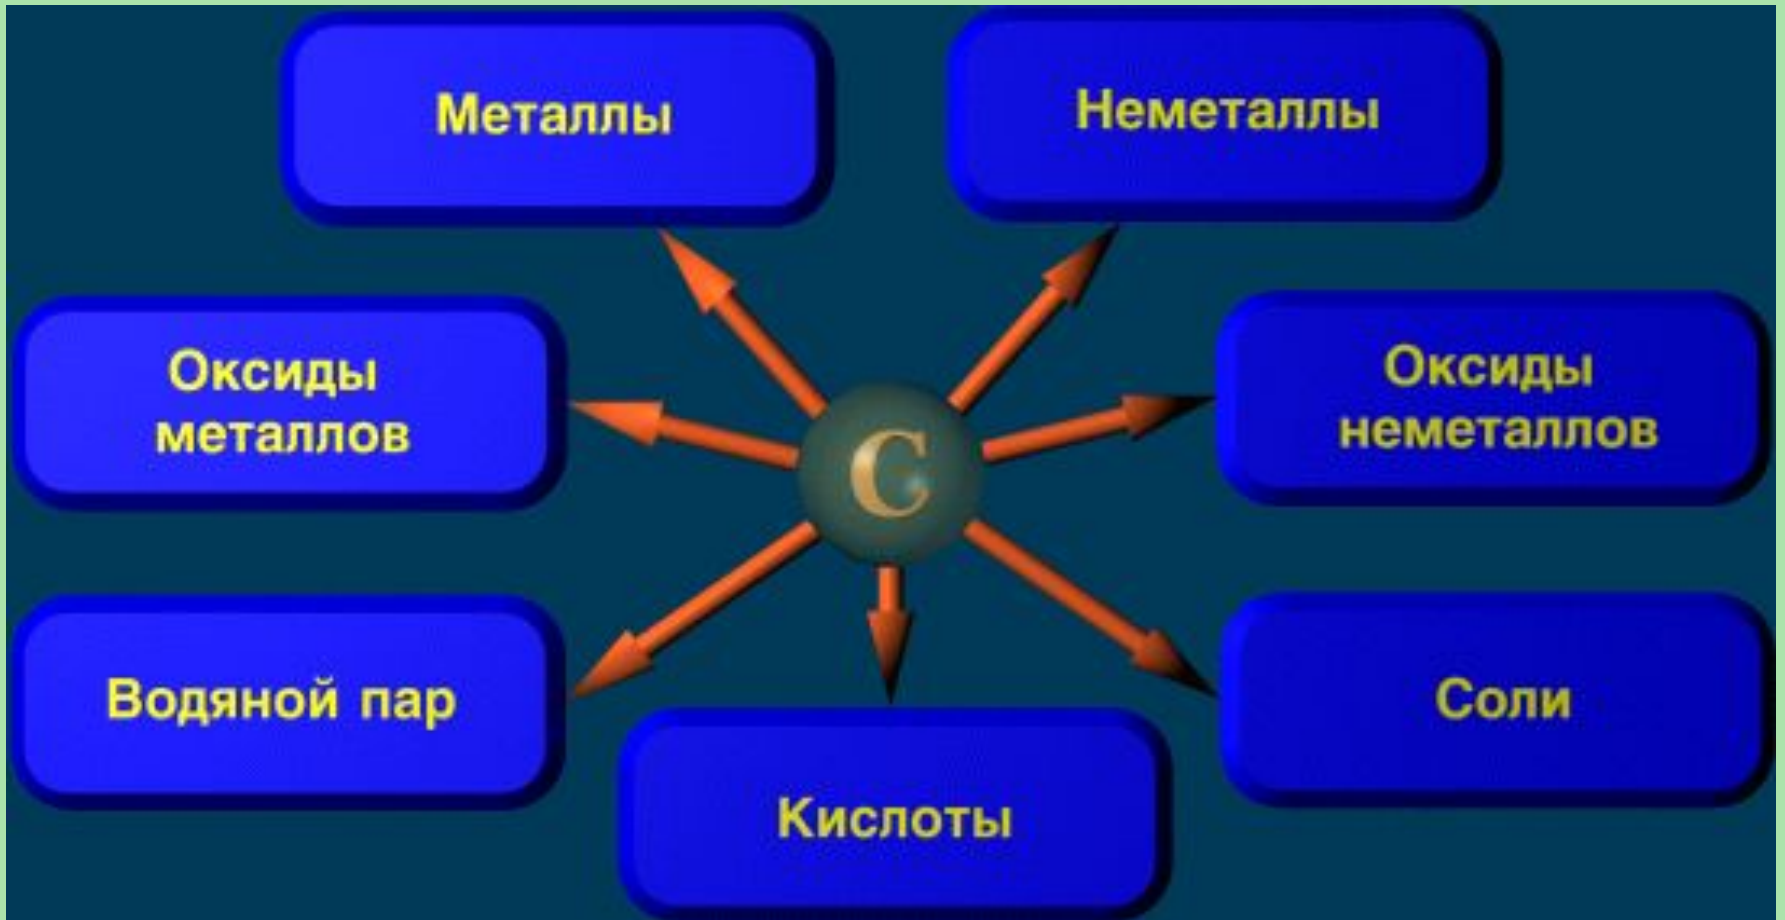 Металлы
Неметаллы
Оксиды
металлов
C
Оксиды
неметаллов
Водяной пар
Соли
Кислоты